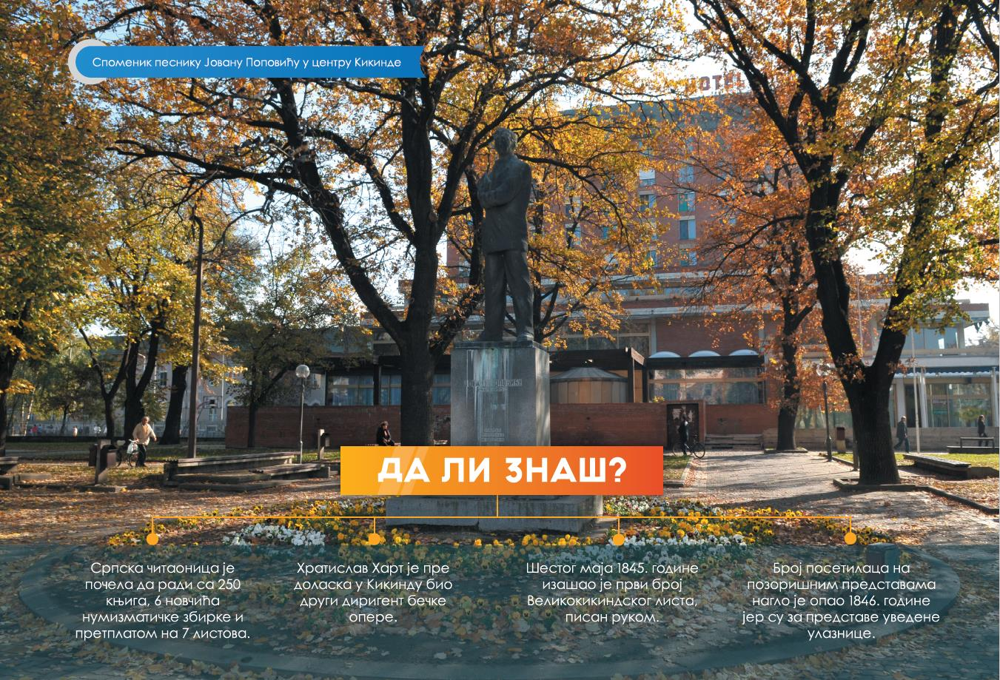 Споменик песнику Јовану Поповићу у центру Кикинде
HOTEL
ПОПОВИЋУ
ДА ЛИ ЗНАШ?
Српска читаоница је
почела да ради са 250
књига, 6 новчића
нумизматичке збирке и
претплатом на 7 листова.
Хратислав Харт је пре
доласка у Кикинду био
други диригент бечке
опере.
Шестог маја 1845. године
изашао је први број
Великокикиндског листа,
писан руком.
Број посетилаца на
позоришним представама
нагло је опао 1846. године
јер су за представе уведене
улазнице.